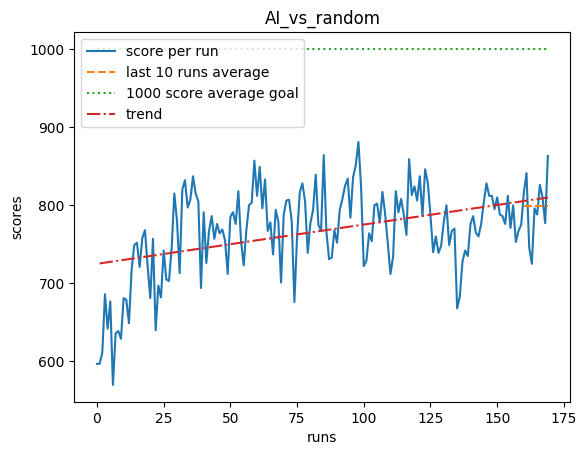 AI_vs_random
score per run
last 10 runs average
1000 score average goal
trend
scores
1000
900
800
700
600
0 25 50 75 100 125 150 175
runs